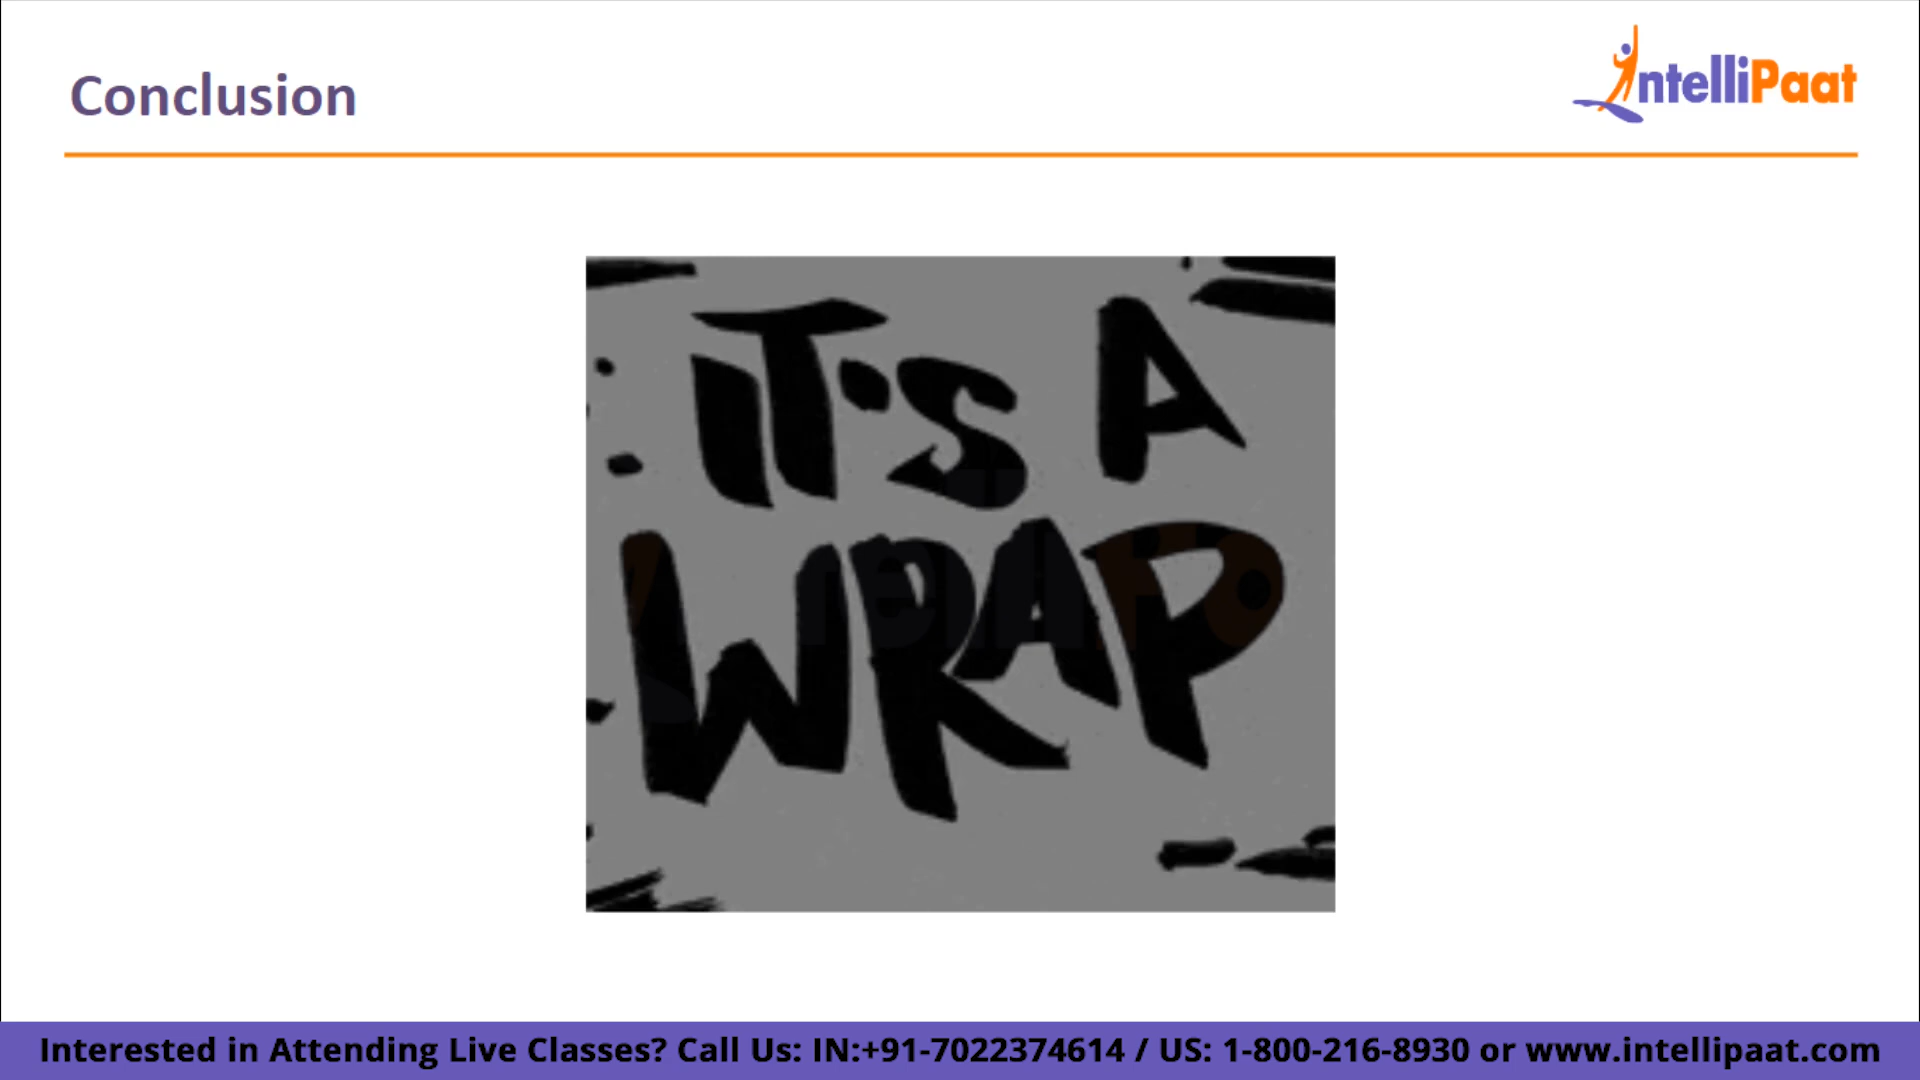 Conclusion
IntelliPaat
IT'S A
WRAP
Interested in Attending Live Classes? Call Us: IN:+91-7022374614 / US: 1-800-216-8930 or www.intellipaat.com